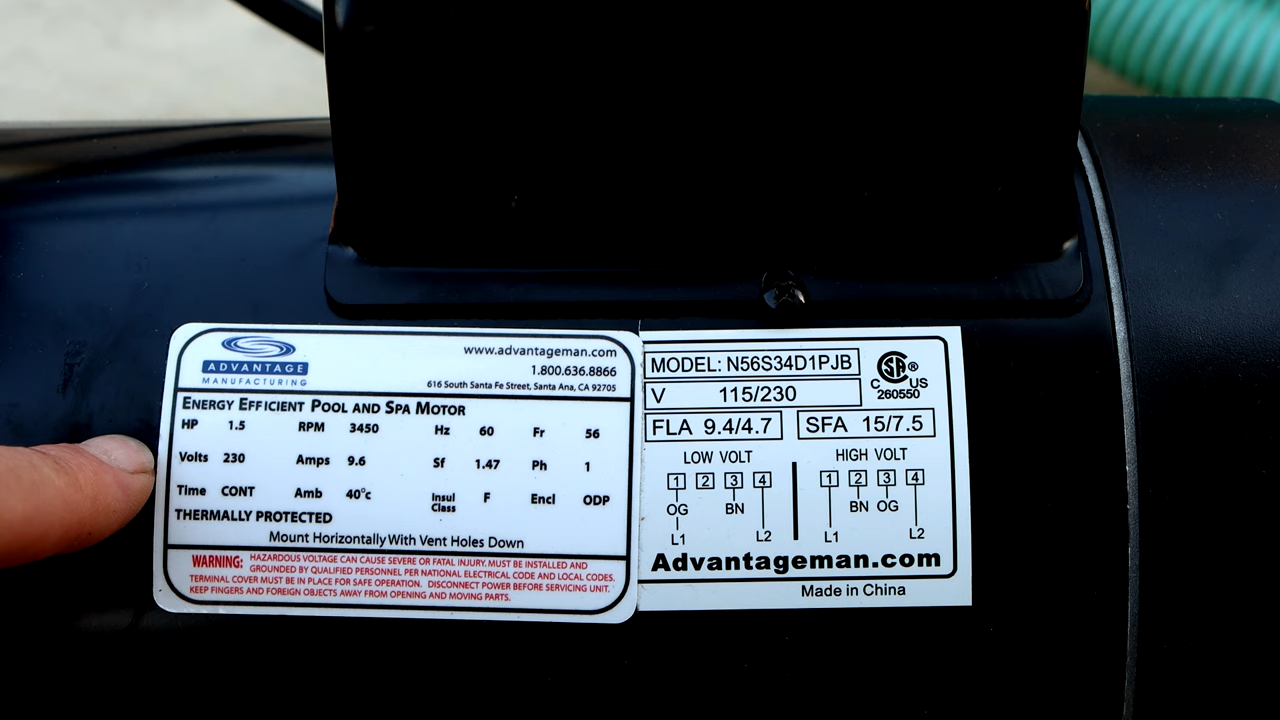 ADVANTAGE
MANUFACTURING
www.advantageman.com
1.800.636.8866
616 South Santa Fe Street, Santa Ana, CA 92705
ENERGY EFFICIENT POOL AND SPA MOTOR
HP 1.5 RPM 3450 Hz 60 Fr 56
Volts 230 Amps 9.6 Sf 1.47 Ph 1
Time CONT Amb 40°c Insul Class F Encl ODP
THERMALLY PROTECTED
Mount Horizontally With Vent Holes Down
WARNING: HAZARDOUS VOLTAGE CAN CAUSE SEVERE OR FATAL INJURY. MUST BE INSTALLED AND
GROUNDED BY QUALIFIED PERSONNEL PER NATIONAL ELECTRICAL CODE AND LOCAL CODES.
TERMINAL COVER MUST BE IN PLACE FOR SAFE OPERATION. DISCONNECT POWER BEFORE SERVICING UNIT.
KEEP FINGERS AND FOREIGN OBJECTS AWAY FROM OPENING AND MOVING PARTS.
MODEL: N56S34D1PJB
V 115/230
FLA 9.4/4.7 SFA 15/7.5
SA ®
C US
260550
LOW VOLT HIGH VOLT
1 2 3 4 1 2 3 4
OG BN BN OG
L1 L2 L1 L2
Advantageman.com
Made in China